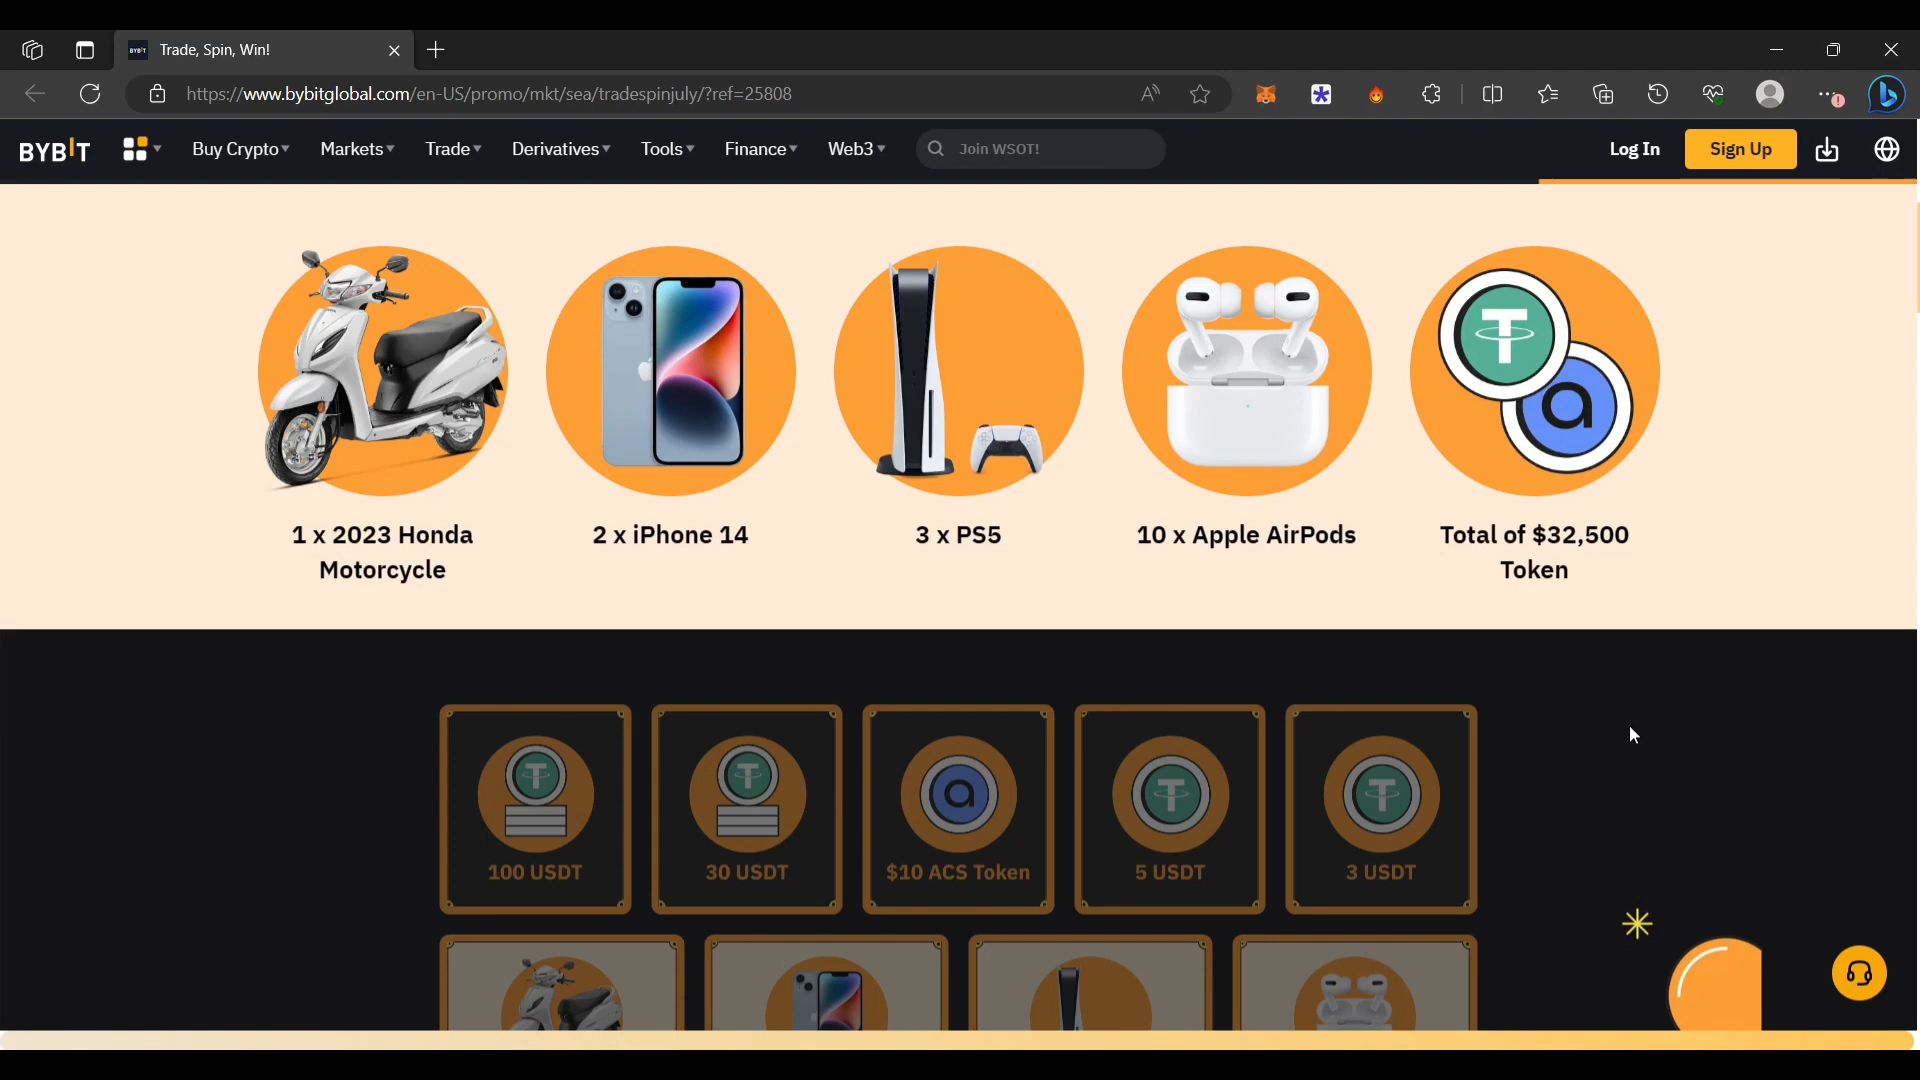 BYBIT Trade, Spin, Win!
https://www.bybitglobal.com/en-US/promo/mkt/sea/tradespinjuly/?ref=25808
BYBIT Buy Crypto Markets Trade Derivatives Tools Finance Web3 Join WSOT! Log In Sign Up
1 x 2023 Honda
Motorcycle
2 x iPhone 14
3 x PS5
10 x Apple AirPods
Total of $32,500
Token
100 USDT
30 USDT
$10 ACS Token
5 USDT
3 USDT